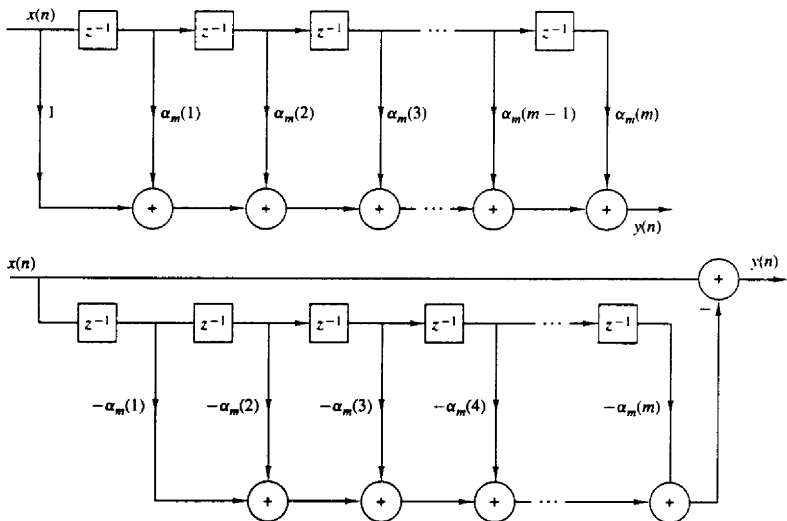 x(n)
z⁻¹ z⁻¹ z⁻¹ ··· z⁻¹
1 αₘ(1) αₘ(2) αₘ(3) αₘ(m − 1) αₘ(m)
+ + + ··· + +
y(n)
x(n) y(n)
+
−
z⁻¹ z⁻¹ z⁻¹ z⁻¹ ··· z⁻¹
−αₘ(1) −αₘ(2) −αₘ(3) −αₘ(4) −αₘ(m)
+ + + ··· +